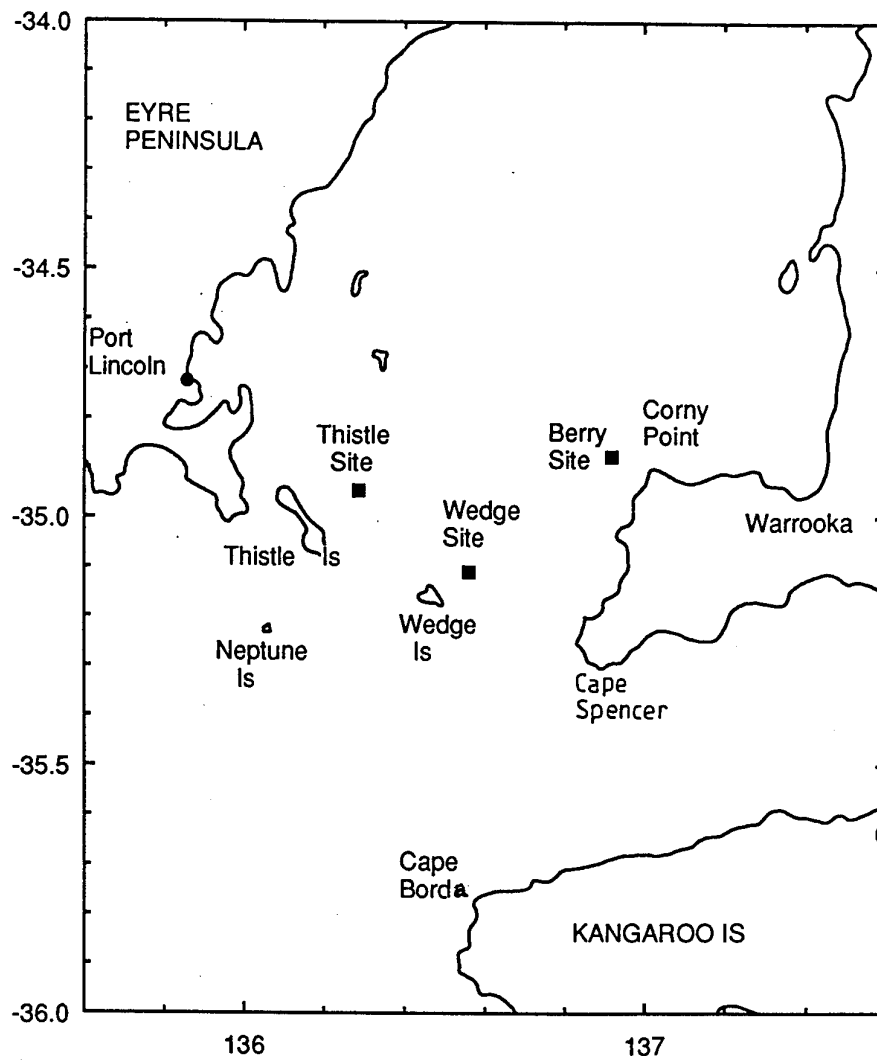 -34.0
EYRE
PENINSULA
-34.5
Port
Lincoln
Thistle
Site
Berry
Site
Corny
Point
-35.0
Wedge
Site
Warrooka
Thistle Is
Wedge
Is
Neptune
Is
Cape
Spencer
-35.5
Cape
Borda
KANGAROO IS
-36.0
136
137